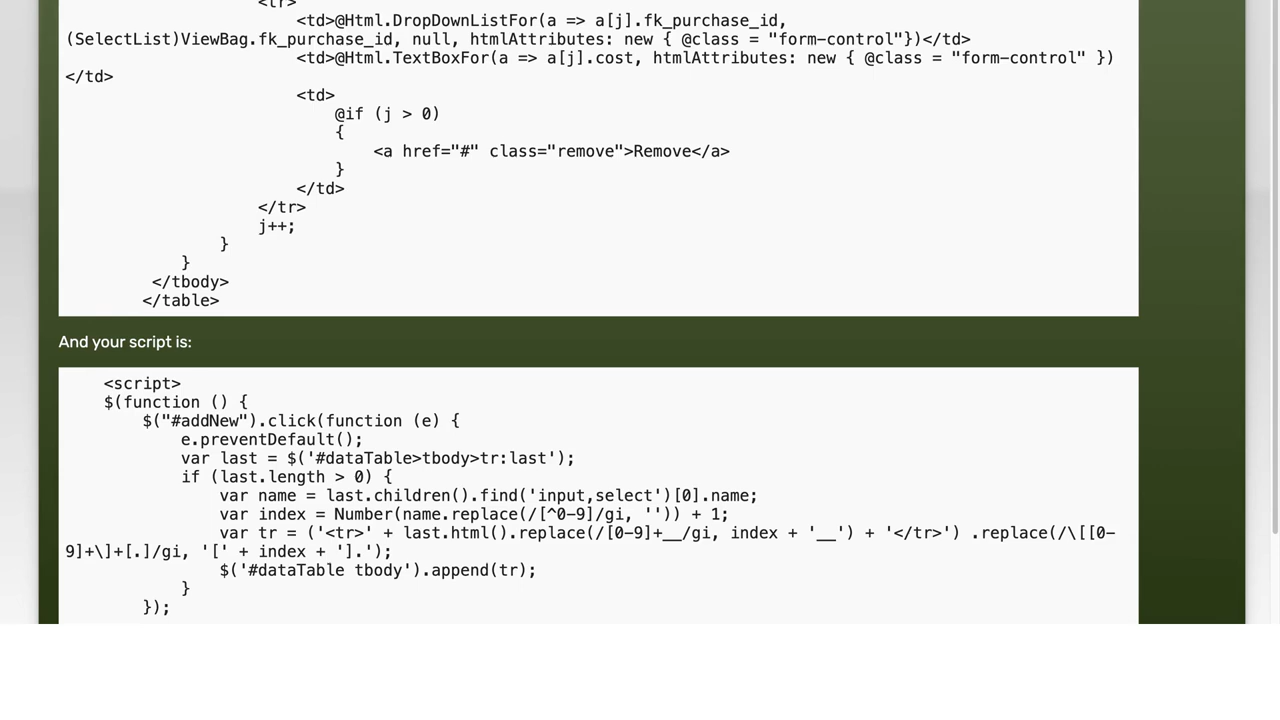 <tr>
<td>@Html.DropDownListFor(a => a[j].fk_purchase_id,
(SelectList)ViewBag.fk_purchase_id, null, htmlAttributes: new { @class = "form-control"})</td>
<td>@Html.TextBoxFor(a => a[j].cost, htmlAttributes: new { @class = "form-control" })
</td>
<td>
@if (j > 0)
{
<a href="#" class="remove">Remove</a>
}
</td>
</tr>
j++;
}
}
</tbody>
</table>
And your script is:
<script>
$(function () {
$("#addNew").click(function (e) {
e.preventDefault();
var last = $('#dataTable>tbody>tr:last');
if (last.length > 0) {
var name = last.children().find('input,select')[0].name;
var index = Number(name.replace(/[^0-9]/gi, '')) + 1;
var tr = ('<tr>' + last.html().replace(/[0-9]+__/gi, index + '__') + '</tr>') .replace(/\[[0-
9]+\]+[.]/gi, '[' + index + '].');
$('#dataTable tbody').append(tr);
}
});